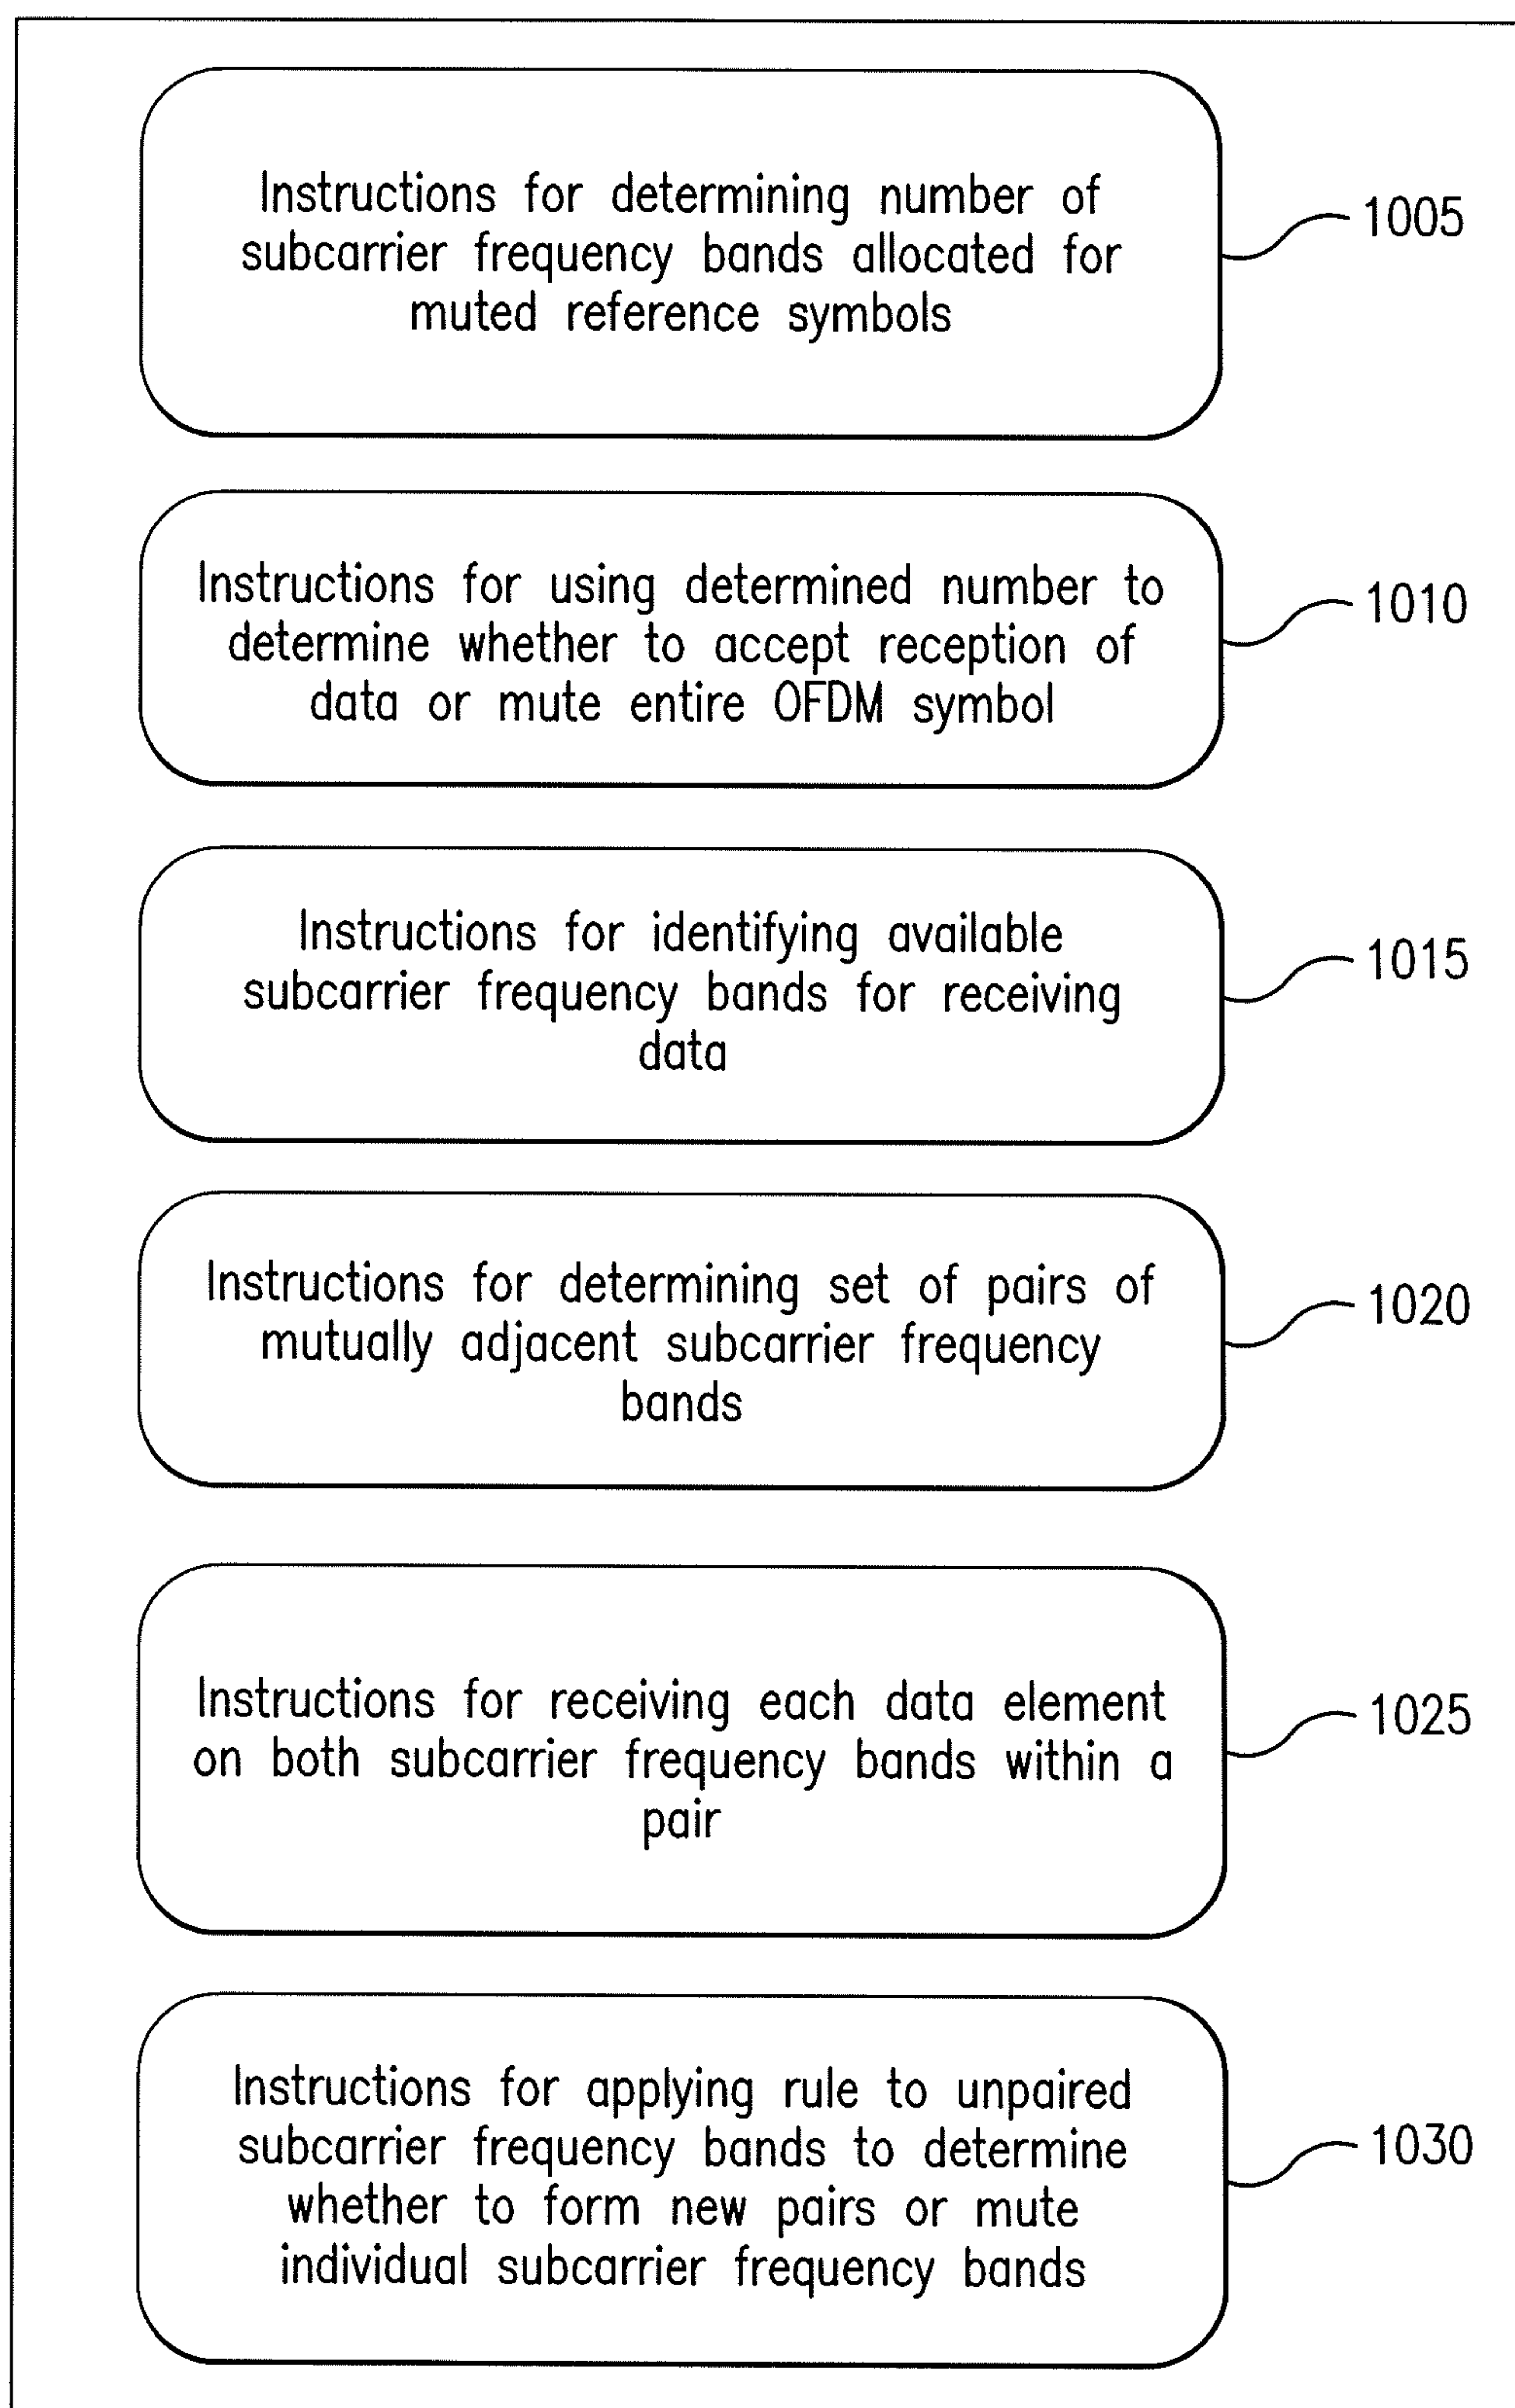 Instructions for determining number of
subcarrier frequency bands allocated for
muted reference symbols
1005
Instructions for using determined number to
determine whether to accept reception of
data or mute entire OFDM symbol
1010
Instructions for identifying available
subcarrier frequency bands for receiving
data
1015
Instructions for determining set of pairs of
mutually adjacent subcarrier frequency
bands
1020
Instructions for receiving each data element
on both subcarrier frequency bands within a
pair
1025
Instructions for applying rule to unpaired
subcarrier frequency bands to determine
whether to form new pairs or mute
individual subcarrier frequency bands
1030